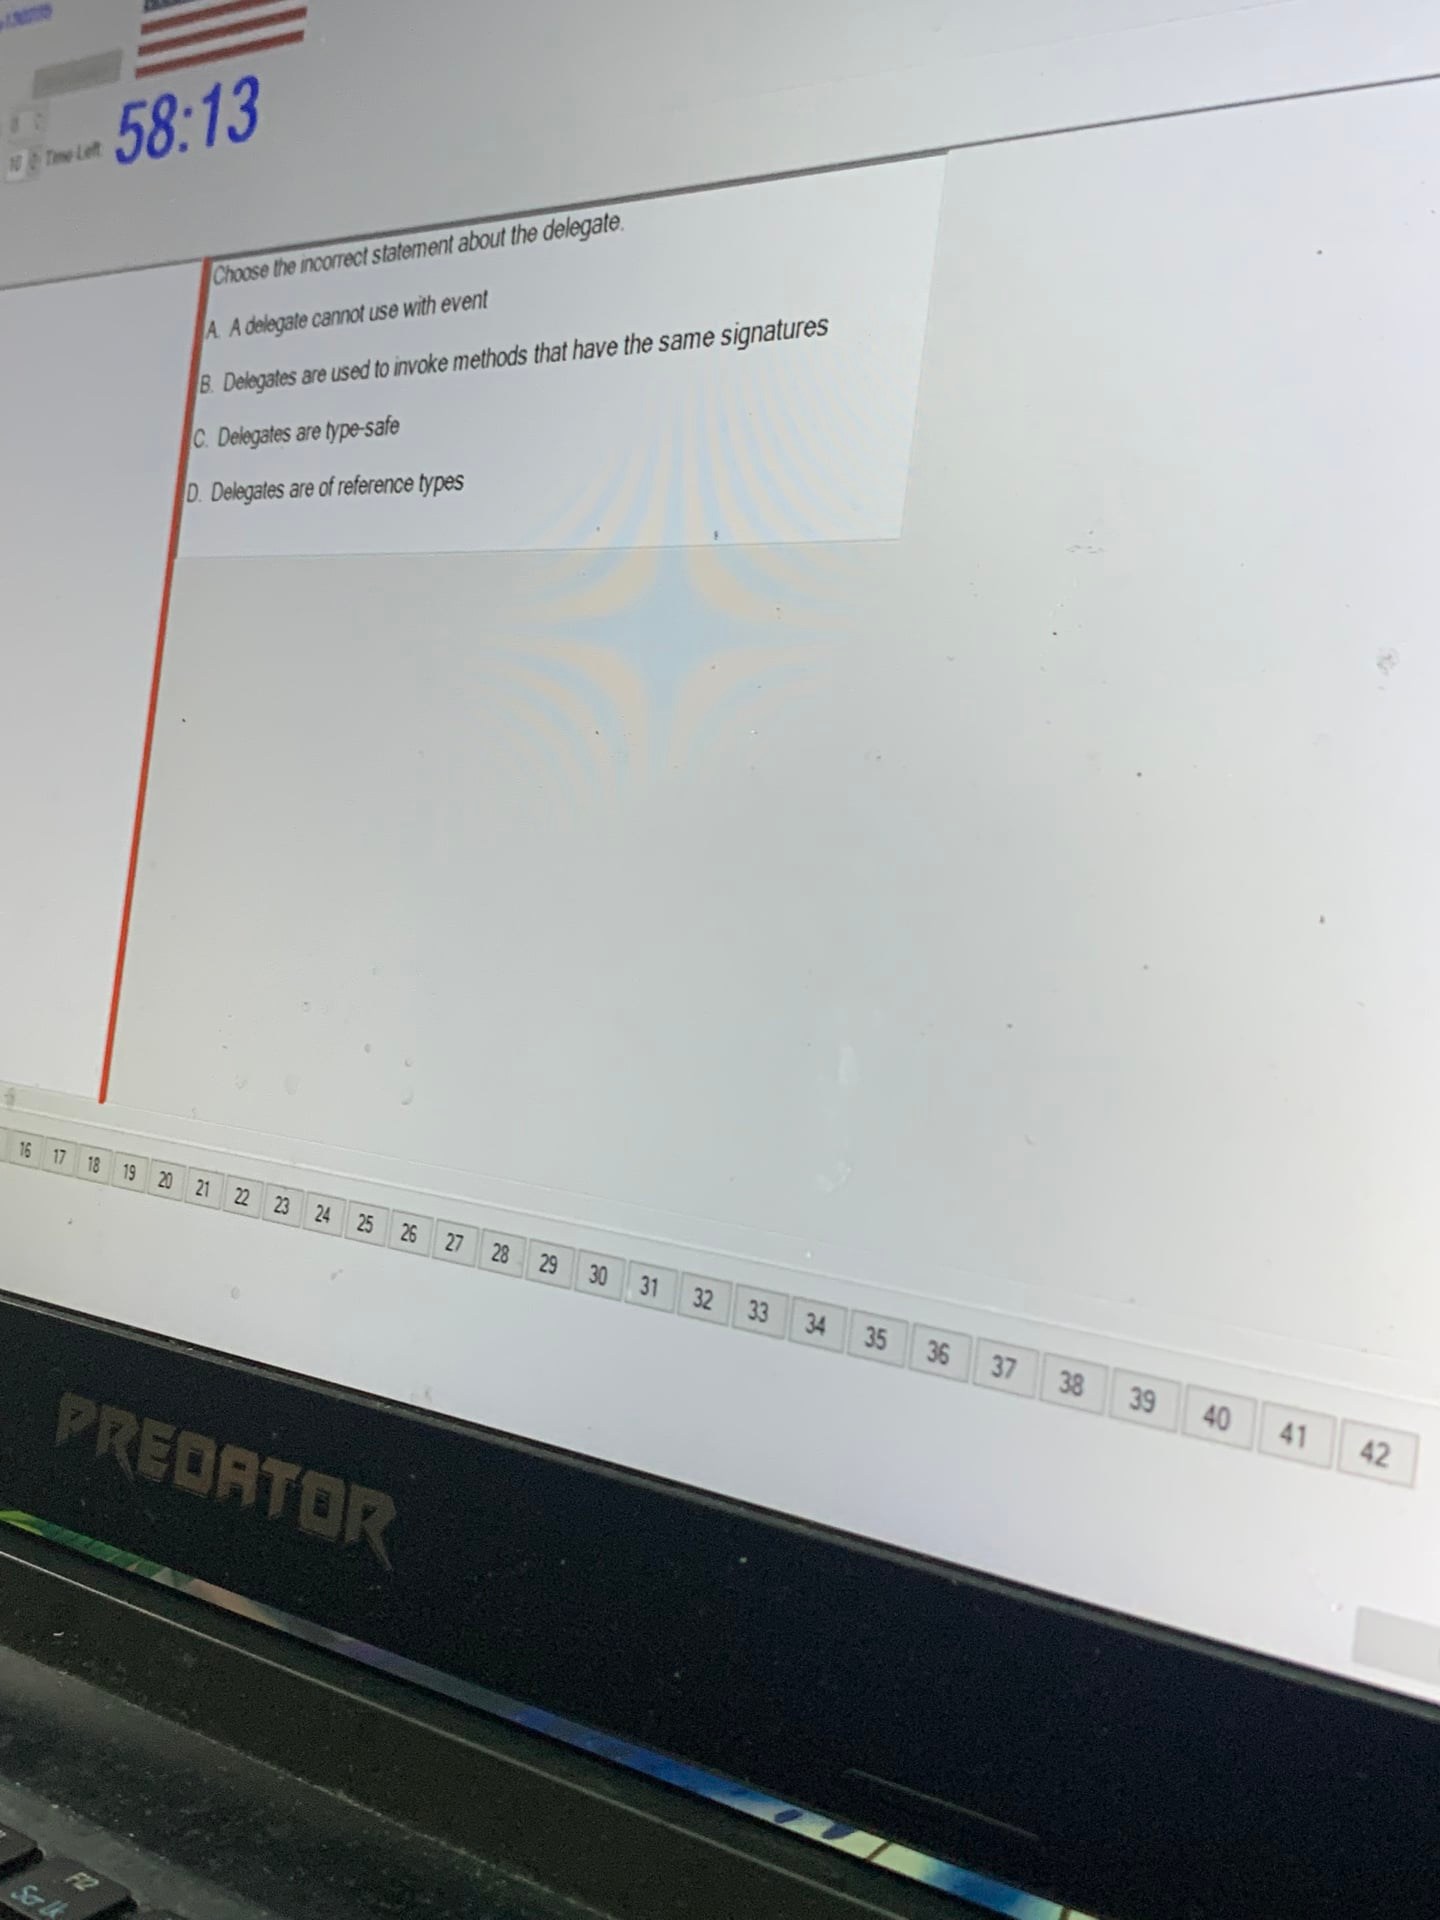 Time Left 58:13
Choose the incorrect statement about the delegate.
A. A delegate cannot use with event
B. Delegates are used to invoke methods that have the same signatures
C. Delegates are type-safe
D. Delegates are of reference types
16 17 18 19 20 21 22 23 24 25 26 27 28 29 30 31 32 33 34 35 36 37 38 39 40 41 42
PREDATOR
F12
Scr Lk